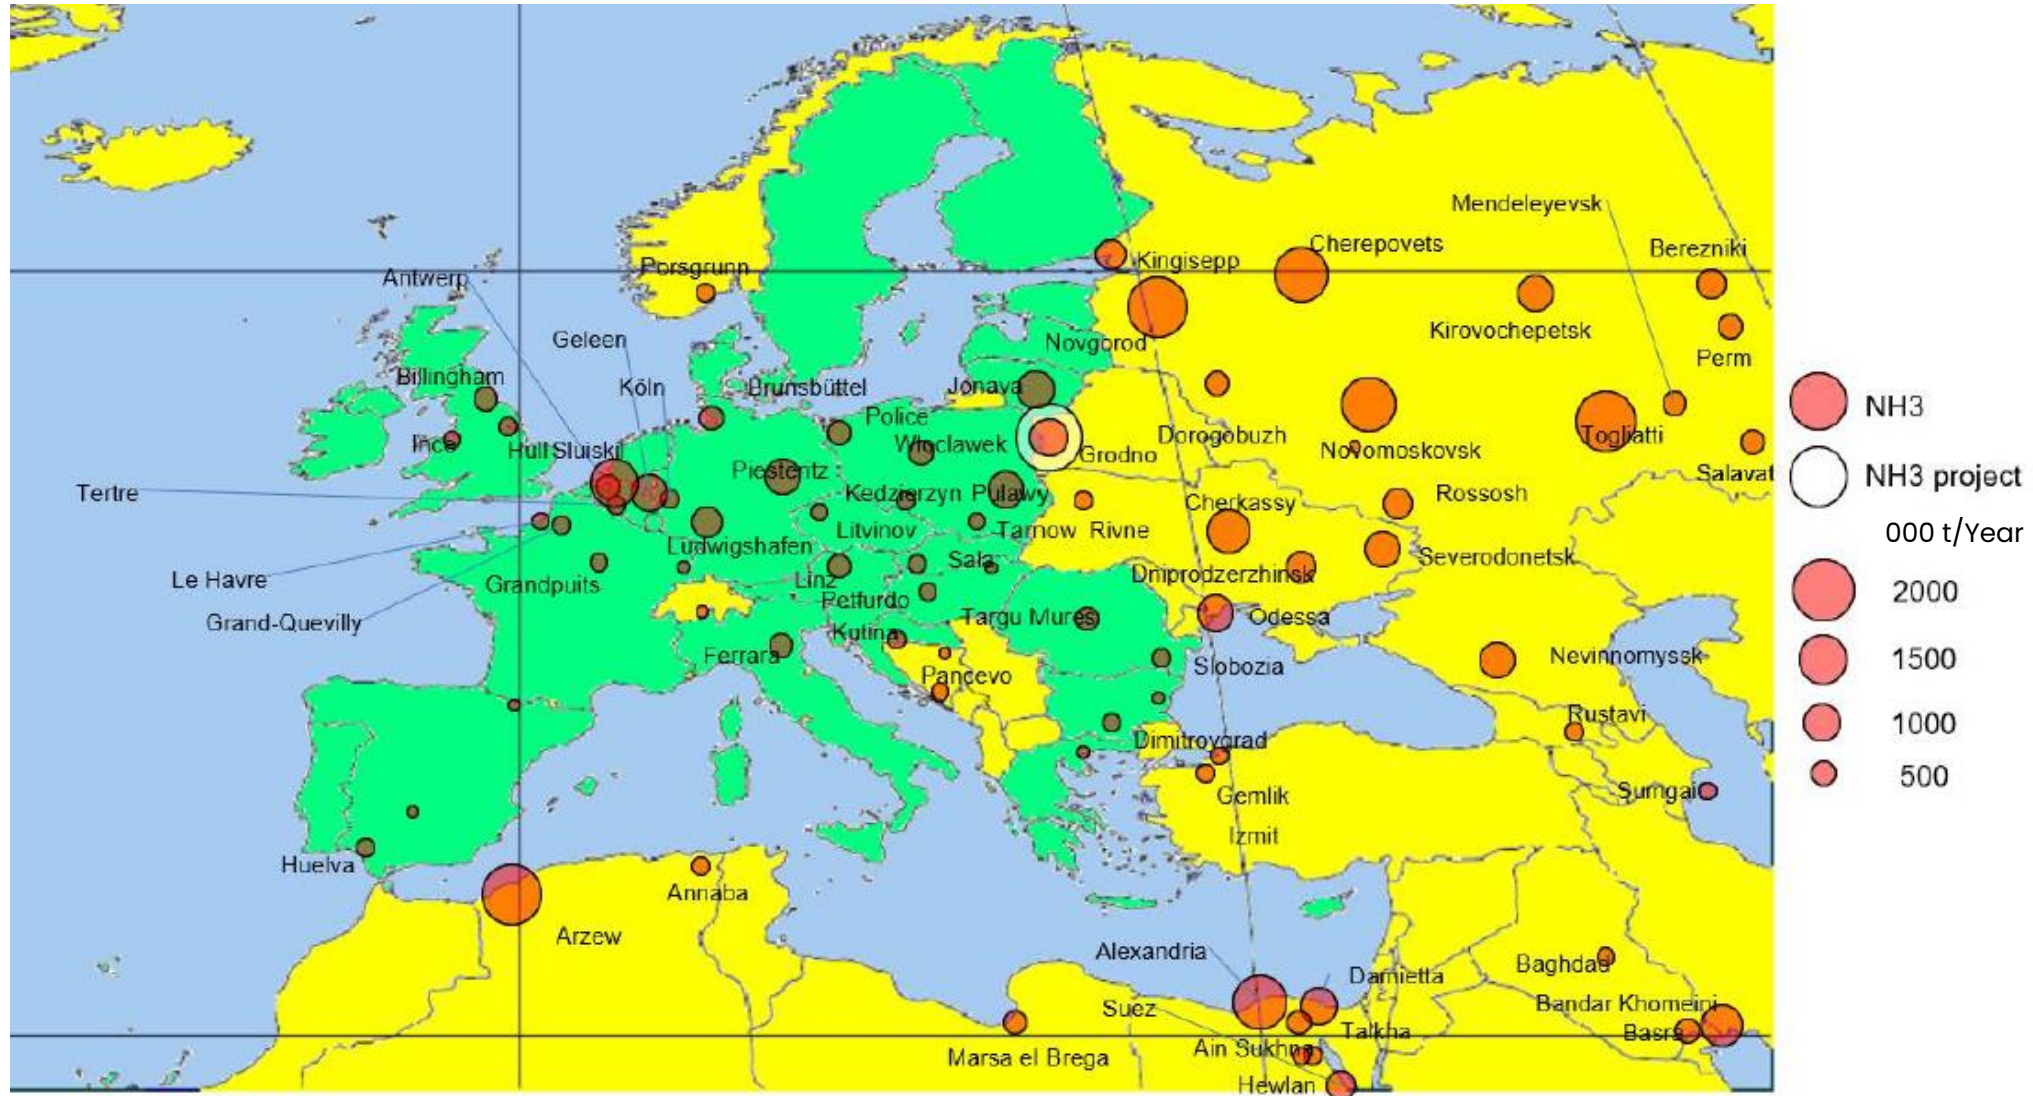 Mendeleyevsk
Cherepovets
Berezniki
Kingisepp
Porsgrunn
Antwerp
Kirovochepetsk
Geleen
Novgorod
Perm
Billingham
Köln
Brunsbüttel
Jonava
NH3
Police
Ince
Hull
Sluiskil
Wloclawek
Grodno
Dorogobuzh
Novomoskovsk
Togliatti
Piesteritz
Salavat
NH3 project
Tertre
Kedzierzyn
Pulawy
Cherkassy
Rossosh
Litvinov
Tarnow
Rivne
000 t/Year
Ludwigshafen
Sala
Severodonetsk
Le Havre
Grandpuits
Linz
Dniprodzerzhinsk
2000
Petfurdo
Grand-Quevilly
Targu Mures
Odessa
Kutina
Ferrara
Slobozia
Nevinnomyssk
1500
Pancevo
Rustavi
1000
Dimitrovgrad
500
Gemlik
Sumgait
Izmit
Huelva
Annaba
Arzew
Alexandria
Baghdad
Damietta
Suez
Bandar Khomeini
Talkha
Basra
Ain Sukhna
Marsa el Brega
Hewlan